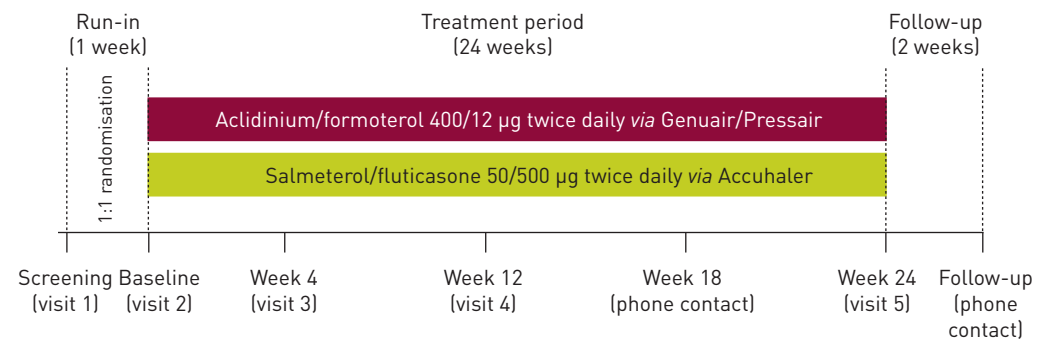 Run-in
(1 week)
Treatment period
(24 weeks)
Follow-up
(2 weeks)
1:1 randomisation
Aclidinium/formoterol 400/12 µg twice daily via Genuair/Pressair
Salmeterol/fluticasone 50/500 µg twice daily via Accuhaler
Screening
(visit 1)
Baseline
(visit 2)
Week 4
(visit 3)
Week 12
(visit 4)
Week 18
(phone contact)
Week 24
(visit 5)
Follow-up
(phone
contact)